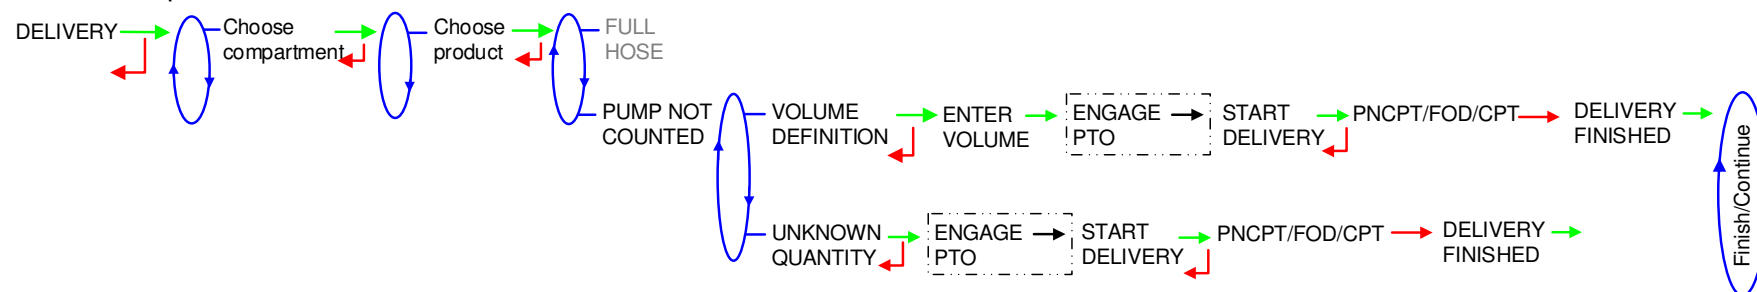 DELIVERY
Choose
compartment
Choose
product
FULL
HOSE
PUMP NOT
COUNTED
VOLUME
DEFINITION
ENTER
VOLUME
ENGAGE
PTO
START
DELIVERY
PNCPT/FOD/CPT
DELIVERY
FINISHED
UNKNOWN
QUANTITY
ENGAGE
PTO
START
DELIVERY
PNCPT/FOD/CPT
DELIVERY
FINISHED
Finish/Continue